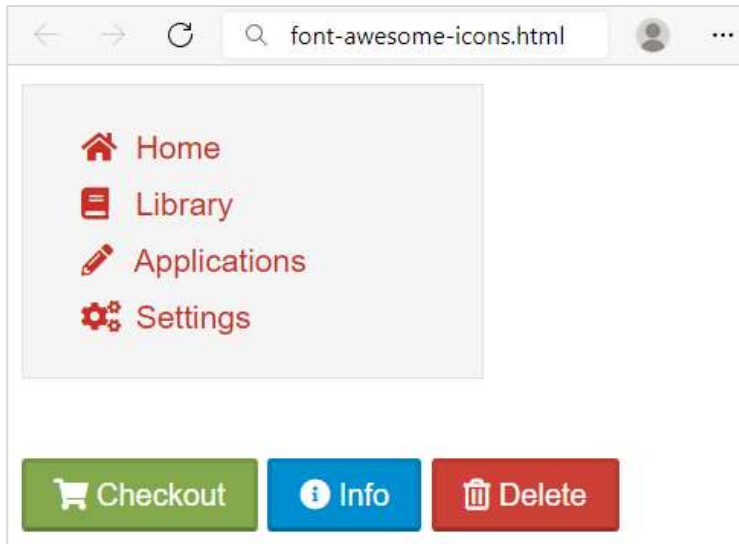 font-awesome-icons.html
Home
Library
Applications
Settings
Checkout Info Delete